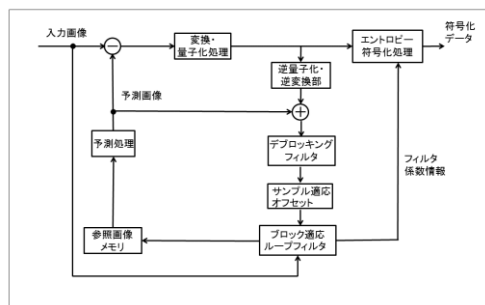 入力画像
変換・
量子化処理
エントロピー
符号化処理
符号化
データ
逆量子化・
逆変換部
予測画像
予測処理
デブロッキング
フィルタ
フィルタ
係数情報
サンプル適応
オフセット
参照画像
メモリ
ブロック適応
ループフィルタ